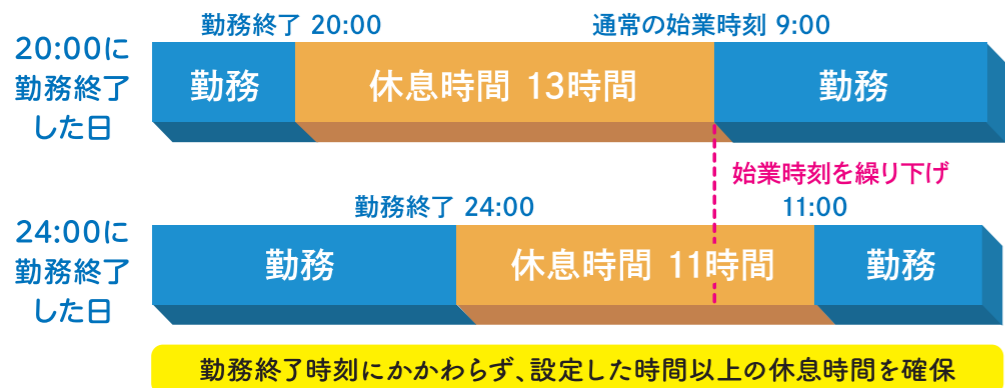 勤務終了 20:00
通常の始業時刻 9:00
20:00に
勤務終了
した日
勤務
休息時間 13時間
勤務
始業時刻を繰り下げ
勤務終了 24:00
11:00
24:00に
勤務終了
した日
勤務
休息時間 11時間
勤務
勤務終了時刻にかかわらず、設定した時間以上の休息時間を確保